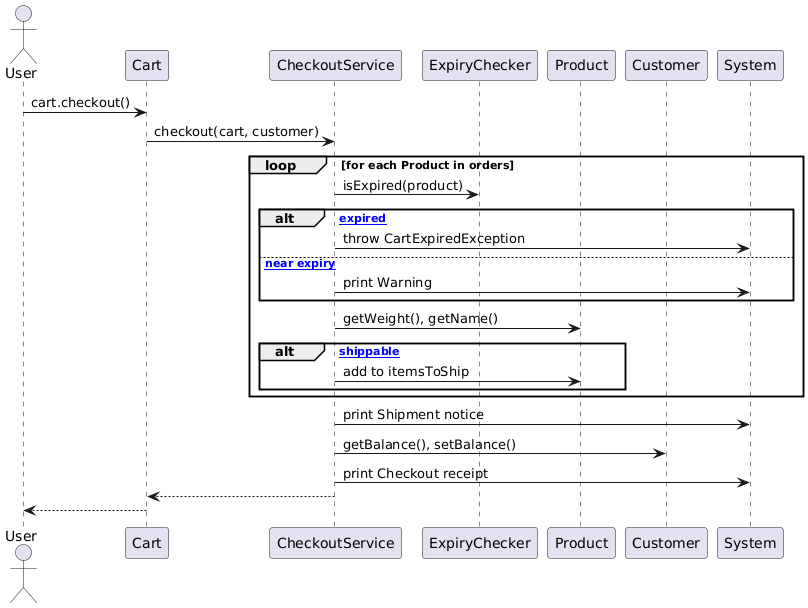 User
Cart
CheckoutService
ExpiryChecker
Product
Customer
System
cart.checkout()
checkout(cart, customer)
loop
[for each Product in orders]
isExpired(product)
alt
expired
throw CartExpiredException
near expiry
print Warning
getWeight(), getName()
alt
shippable
add to itemsToShip
print Shipment notice
getBalance(), setBalance()
print Checkout receipt
User
Cart
CheckoutService
ExpiryChecker
Product
Customer
System